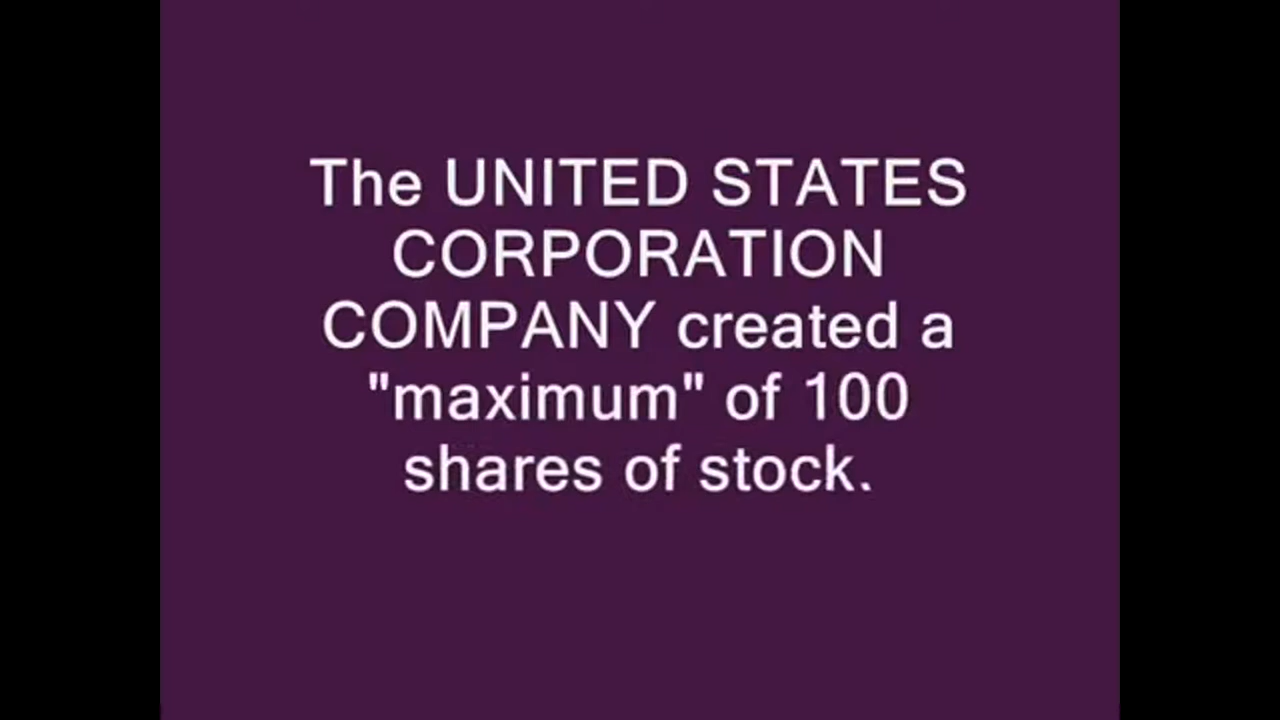 The UNITED STATES
CORPORATION
COMPANY created a
"maximum" of 100
shares of stock.